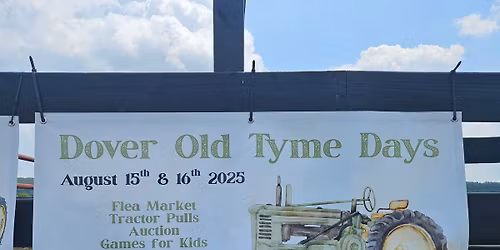 Dover Old Tyme Days
August 15th & 16th 2025
Flea Market
Tractor Pulls
Auction
Games for Kids